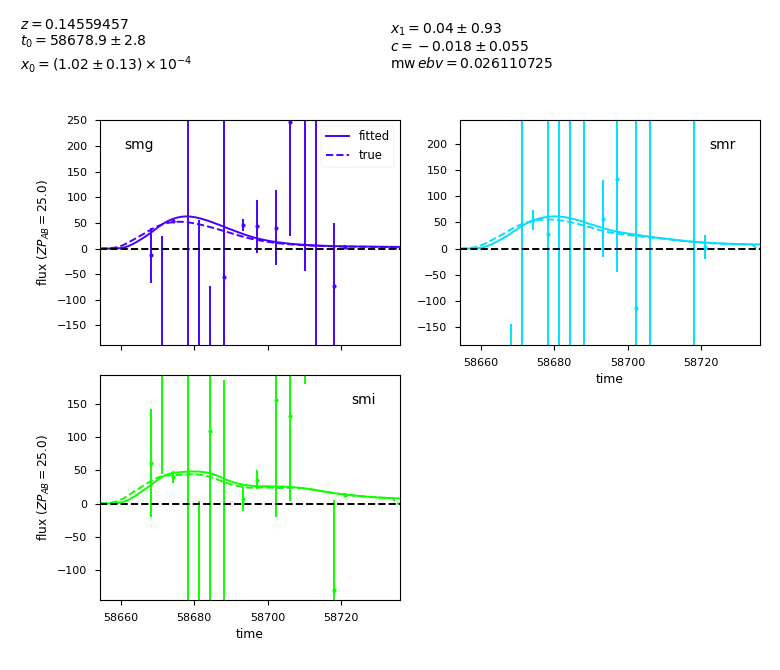 z = 0.14559457
t₀ = 58678.9 ± 2.8
x₀ = (1.02 ± 0.13) × 10⁻⁴
x₁ = 0.04 ± 0.93
c = −0.018 ± 0.055
mw ebv = 0.026110725
smg
fitted
true
250
200
150
100
50
0
−50
−100
−150
flux (ZP_AB = 25.0)
smr
200
150
100
50
0
−50
−100
−150
58660 58680 58700 58720
time
smi
150
100
50
0
−50
−100
flux (ZP_AB = 25.0)
58660 58680 58700 58720
time